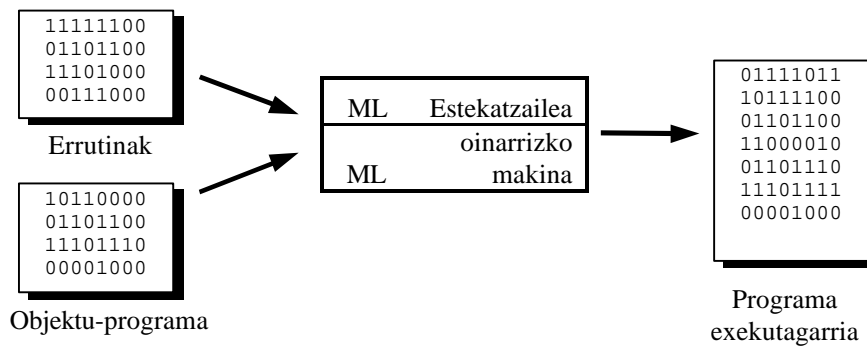 11111100
01101100
11101000
00111000
Errutinak
10110000
01101100
11101110
00001000
Objektu-programa
ML Estekatzailea
oinarrizko
ML makina
01111011
10111100
01101100
11000010
01101110
11101111
00001000
Programa
exekutagarria